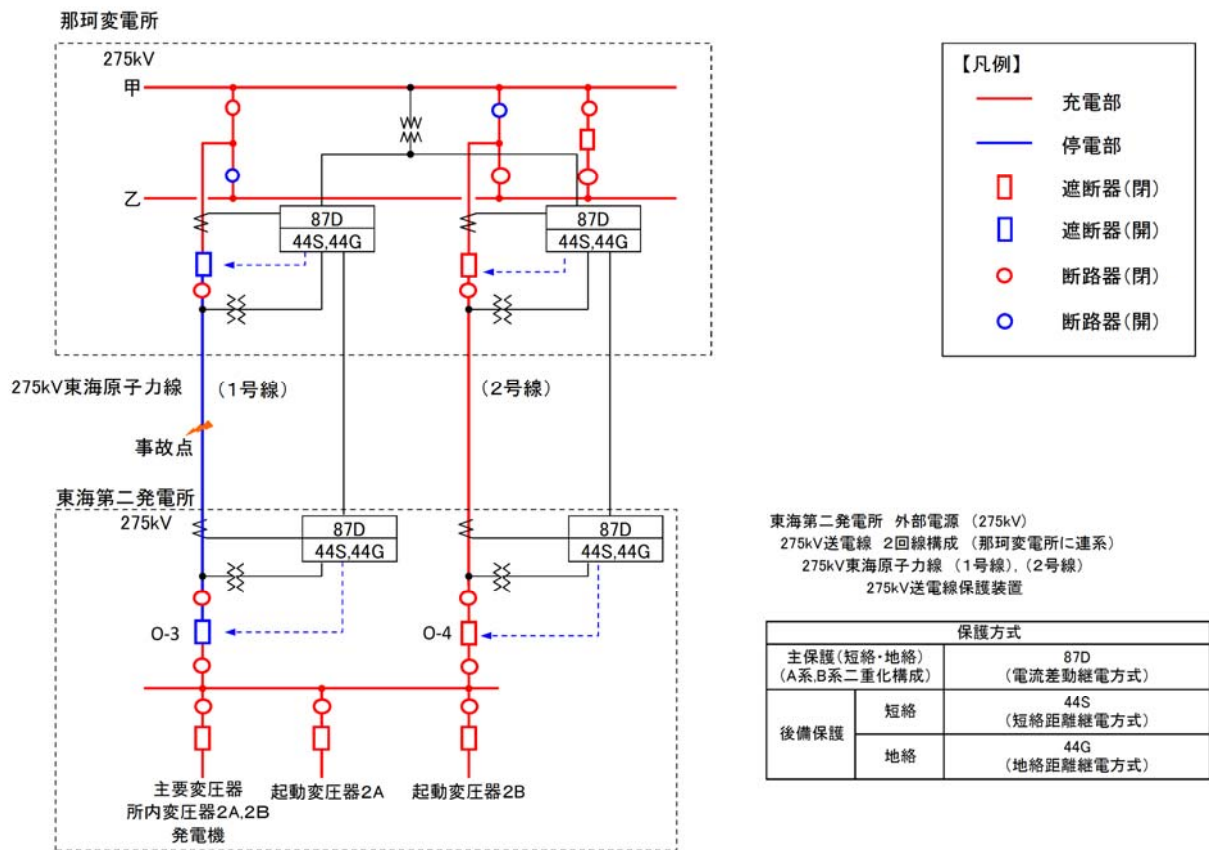 那珂変電所
275kV
甲
乙
87D
44S,44G
87D
44S,44G
275kV東海原子力線
(1号線)
(2号線)
事故点
東海第二発電所
275kV
87D
44S,44G
87D
44S,44G
O-3
O-4
主要変圧器
所内変圧器2A,2B
発電機
起動変圧器2A
起動変圧器2B
【凡例】
充電部
停電部
遮断器(閉)
遮断器(開)
断路器(閉)
断路器(開)
東海第二発電所 外部電源 (275kV)
275kV送電線 2回線構成 (那珂変電所に連系)
275kV東海原子力線 (1号線), (2号線)
275kV送電線保護装置
保護方式
主保護(短絡・地絡)
(A系,B系二重化構成)
87D
(電流差動継電方式)
後備保護
短絡
44S
(短絡距離継電方式)
地絡
44G
(地絡距離継電方式)